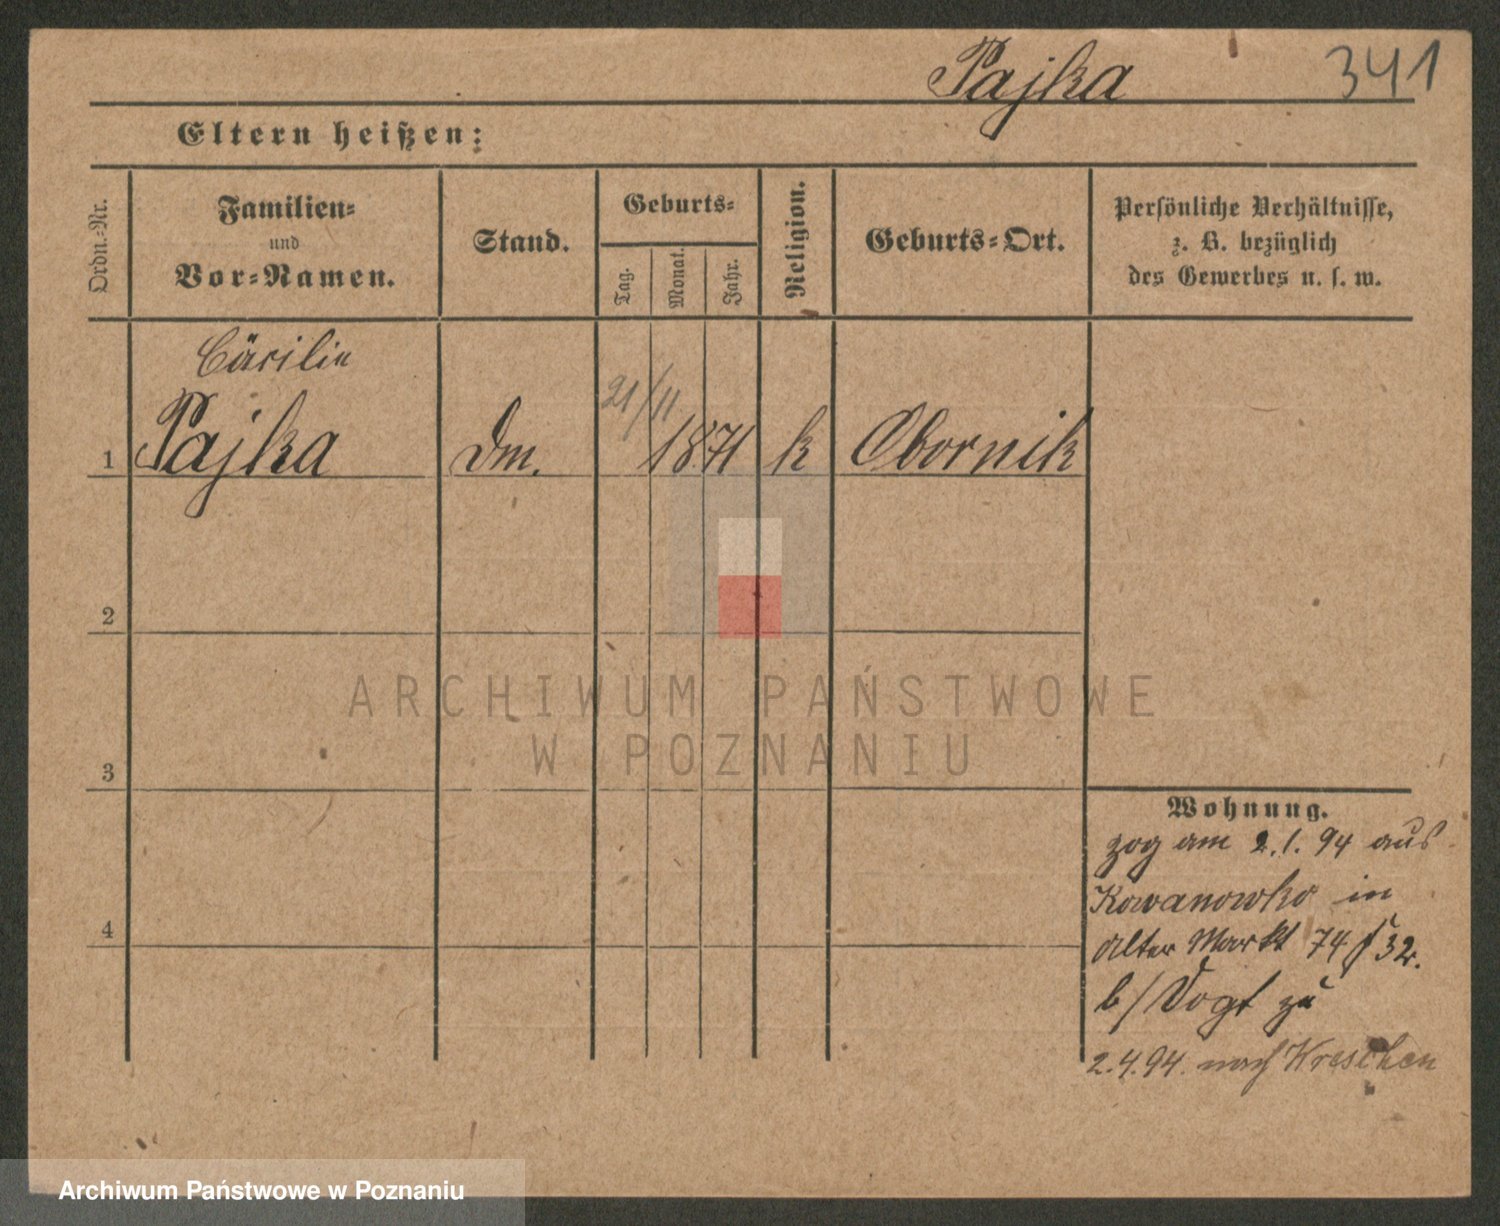 Pajka
341
Eltern heißen:
Ordn.-Nr.
Familien-
und
Vor-Namen.
Stand.
Geburts-
Tag.
Monat.
Jahr.
Religion.
Geburts-Ort.
Persönliche Verhältnisse,
z. B. bezüglich
des Gewerbes u. s. w.
Cäcilie
1 Pajka Dm. 21/11 1871 k Obornik
2
3
4
ARCHIWUM PAŃSTWOWE
W POZNANIU
Wohnung.
zog am 2.1.94 aus
Kowanowko in
Alter Markt 74 32.
b/ Vogt zu
2.4.94. nach Kreschen
Archiwum Państwowe w Poznaniu